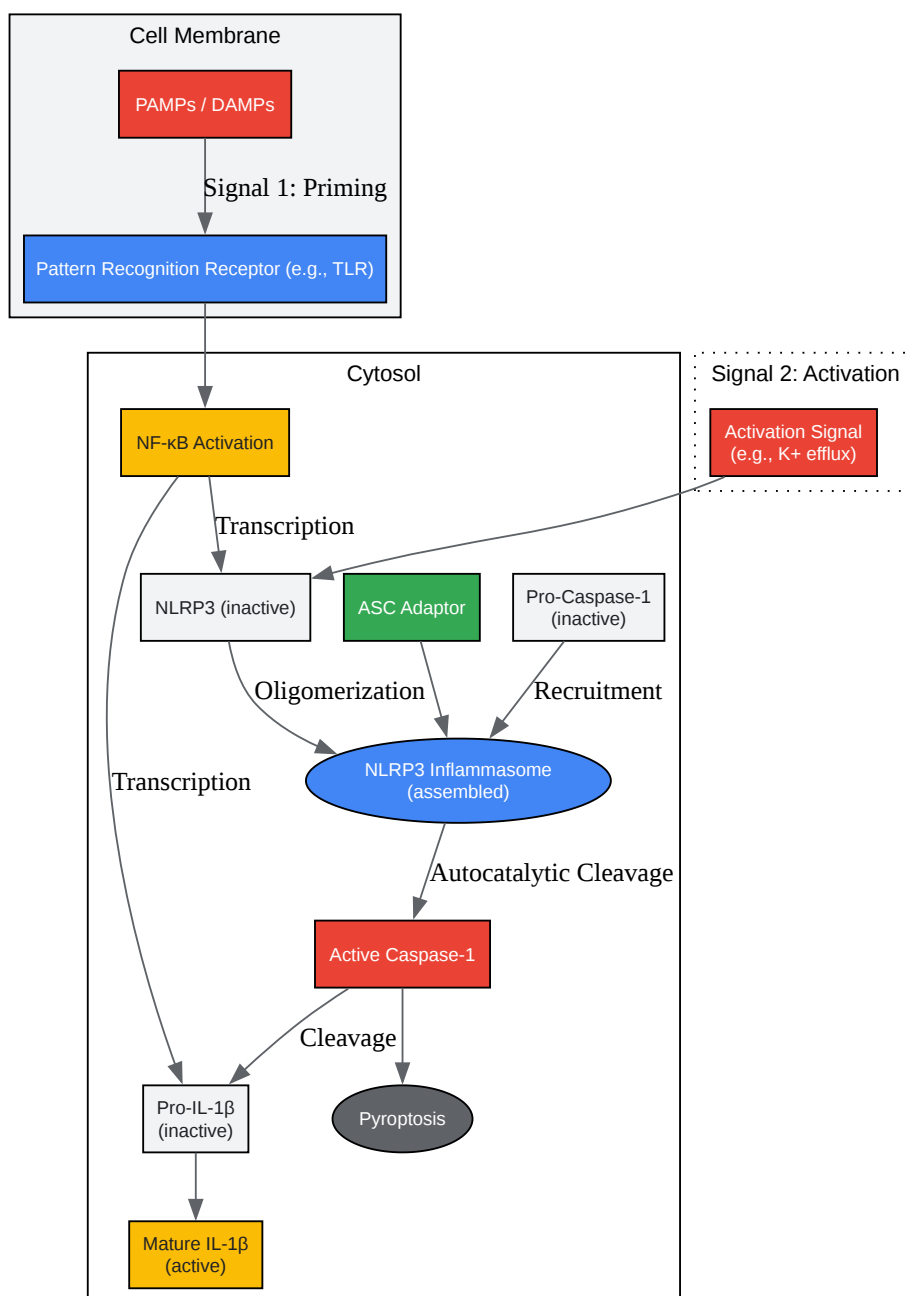 Cell Membrane
PAMPs / DAMPs
Signal 1: Priming
Pattern Recognition Receptor (e.g., TLR)
Cytosol
Signal 2: Activation
NF-κB Activation
Activation Signal
(e.g., K+ efflux)
Transcription
NLRP3 (inactive)
ASC Adaptor
Pro-Caspase-1
(inactive)
Oligomerization
Recruitment
NLRP3 Inflammasome
(assembled)
Transcription
Autocatalytic Cleavage
Active Caspase-1
Cleavage
Pro-IL-1β
(inactive)
Pyroptosis
Mature IL-1β
(active)